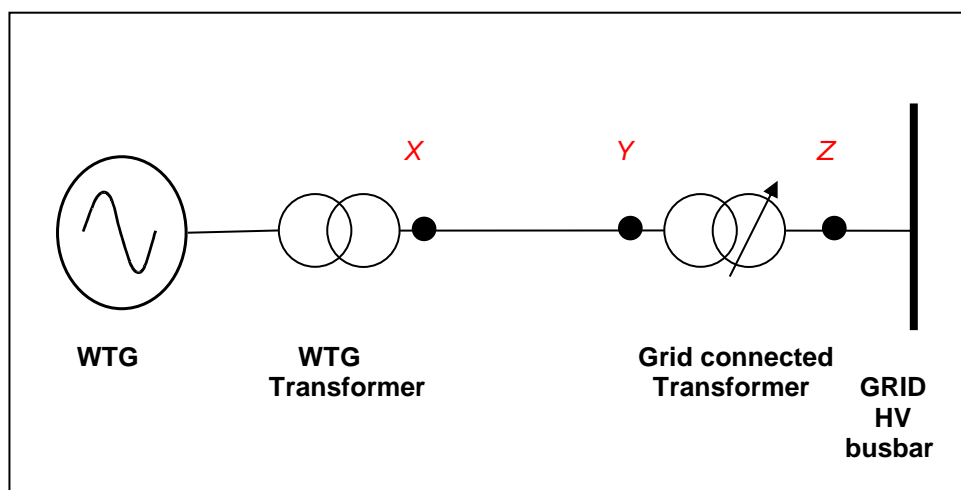 X
Y
Z
WTG
WTG
Transformer
Grid connected
Transformer
GRID
HV
busbar